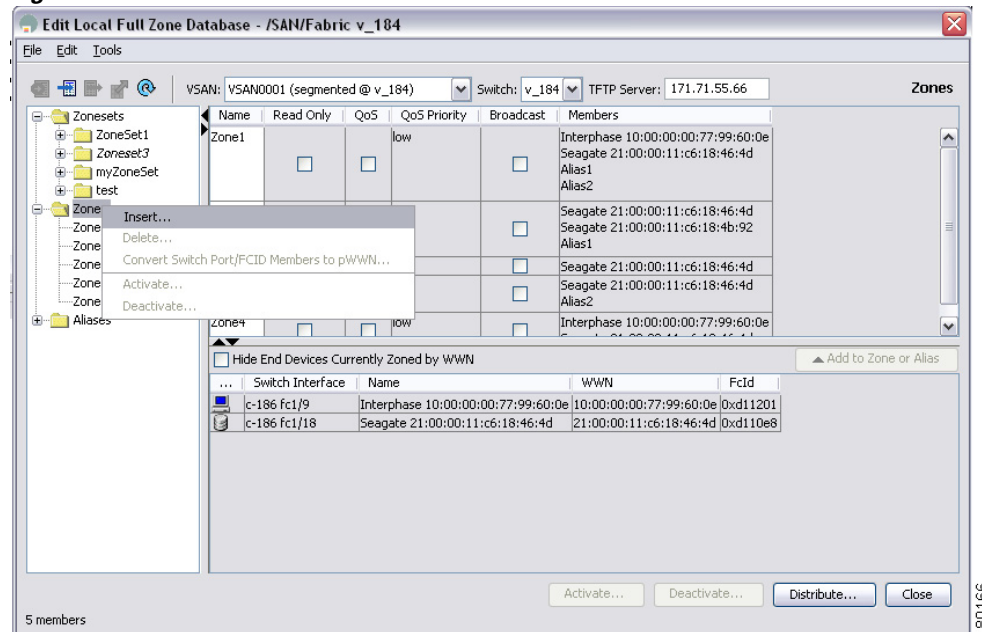 Edit Local Full Zone Database - /SAN/Fabric v_184
File Edit Tools
VSAN: VSAN0001 (segmented @ v_184) Switch: v_184 TFTP Server: 171.71.55.66 Zones
Zonesets
ZoneSet1
Zoneset3
myZoneSet
test
Zone
Zone
Zone
Zone
Zone
Zone
Aliases
Insert...
Delete...
Convert Switch Port/FCID Members to pWWN...
Activate...
Deactivate...
Name Read Only QoS QoS Priority Broadcast Members
Zone1 low Interphase 10:00:00:00:77:99:60:0e
Seagate 21:00:00:11:c6:18:46:4d
Alias1
Alias2
Seagate 21:00:00:11:c6:18:46:4d
Seagate 21:00:00:11:c6:18:4b:92
Alias1
Seagate 21:00:00:11:c6:18:46:4d
Seagate 21:00:00:11:c6:18:46:4d
Alias2
Zone4 low Interphase 10:00:00:00:77:99:60:0e
Hide End Devices Currently Zoned by WWN Add to Zone or Alias
... Switch Interface Name WWN FcId
c-186 fc1/9 Interphase 10:00:00:00:77:99:60:0e 10:00:00:00:77:99:60:0e 0xd11201
c-186 fc1/18 Seagate 21:00:00:11:c6:18:46:4d 21:00:00:11:c6:18:46:4d 0xd110e8
Activate... Deactivate... Distribute... Close
5 members
90166